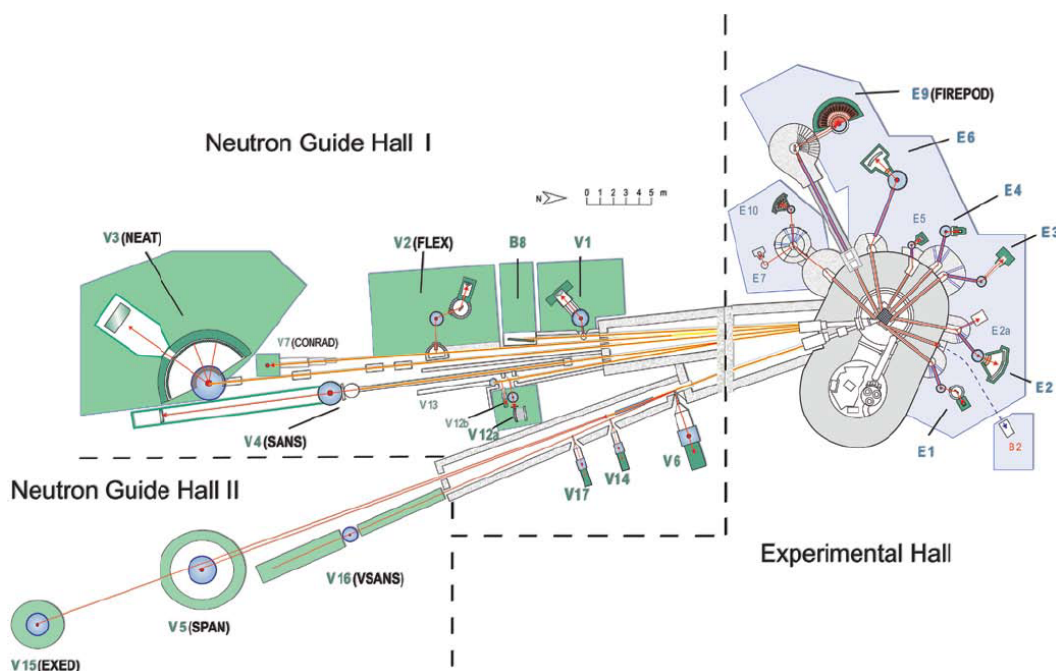 E9(FIREPOD)
Neutron Guide Hall I
E6
E4
N
0 1 2 3 4 5 m
E10
E5
E3
V3(NEAT)
V2(FLEX)
B8
V1
E7
E2a
V7(CONRAD)
E2
V13
V12b
V12a
V4(SANS)
E1
B2
V6
V14
V17
Neutron Guide Hall II
Experimental Hall
V16(VSANS)
V5(SPAN)
V15(EXED)